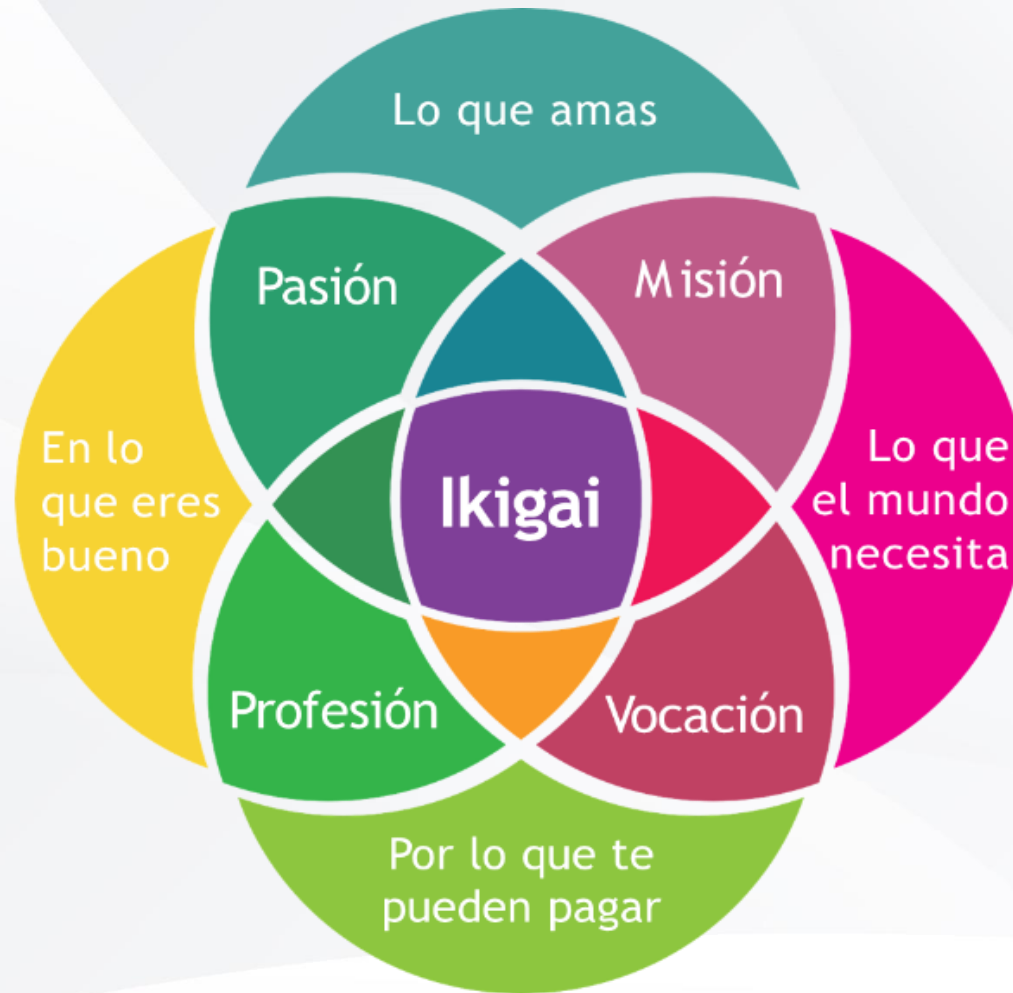 Lo que amas
Pasión
Misión
En lo
que eres
bueno
Ikigai
Lo que
el mundo
necesita
Profesión
Vocación
Por lo que te
pueden pagar